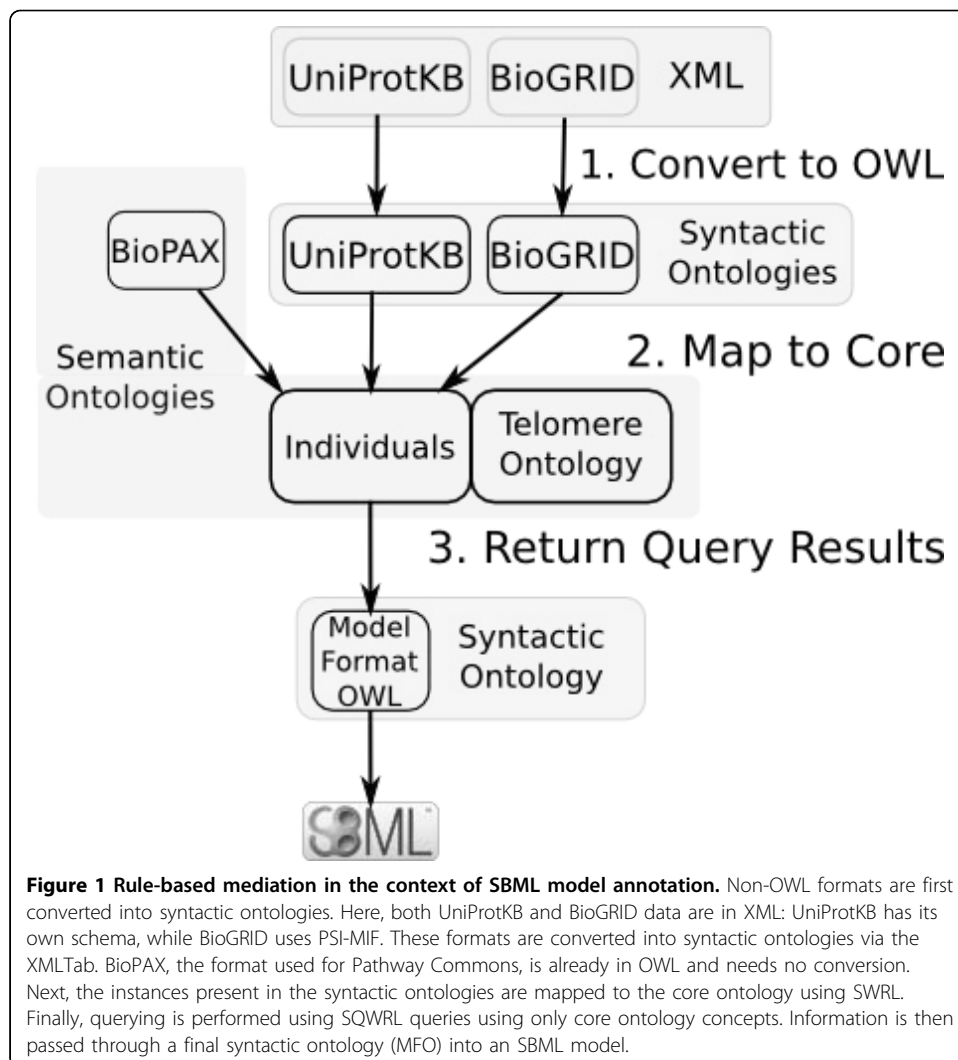 UniProtKB BioGRID XML
1. Convert to OWL
BioPAX UniProtKB BioGRID Syntactic
Ontologies
2. Map to Core
Semantic
Ontologies
Individuals Telomere
Ontology
3. Return Query Results
Model
Format
OWL
Syntactic
Ontology
SBML
Figure 1 Rule-based mediation in the context of SBML model annotation. Non-OWL formats are first
converted into syntactic ontologies. Here, both UniProtKB and BioGRID data are in XML: UniProtKB has its
own schema, while BioGRID uses PSI-MIF. These formats are converted into syntactic ontologies via the
XMLTab. BioPAX, the format used for Pathway Commons, is already in OWL and needs no conversion.
Next, the instances present in the syntactic ontologies are mapped to the core ontology using SWRL.
Finally, querying is performed using SQWRL queries using only core ontology concepts. Information is then
passed through a final syntactic ontology (MFO) into an SBML model.